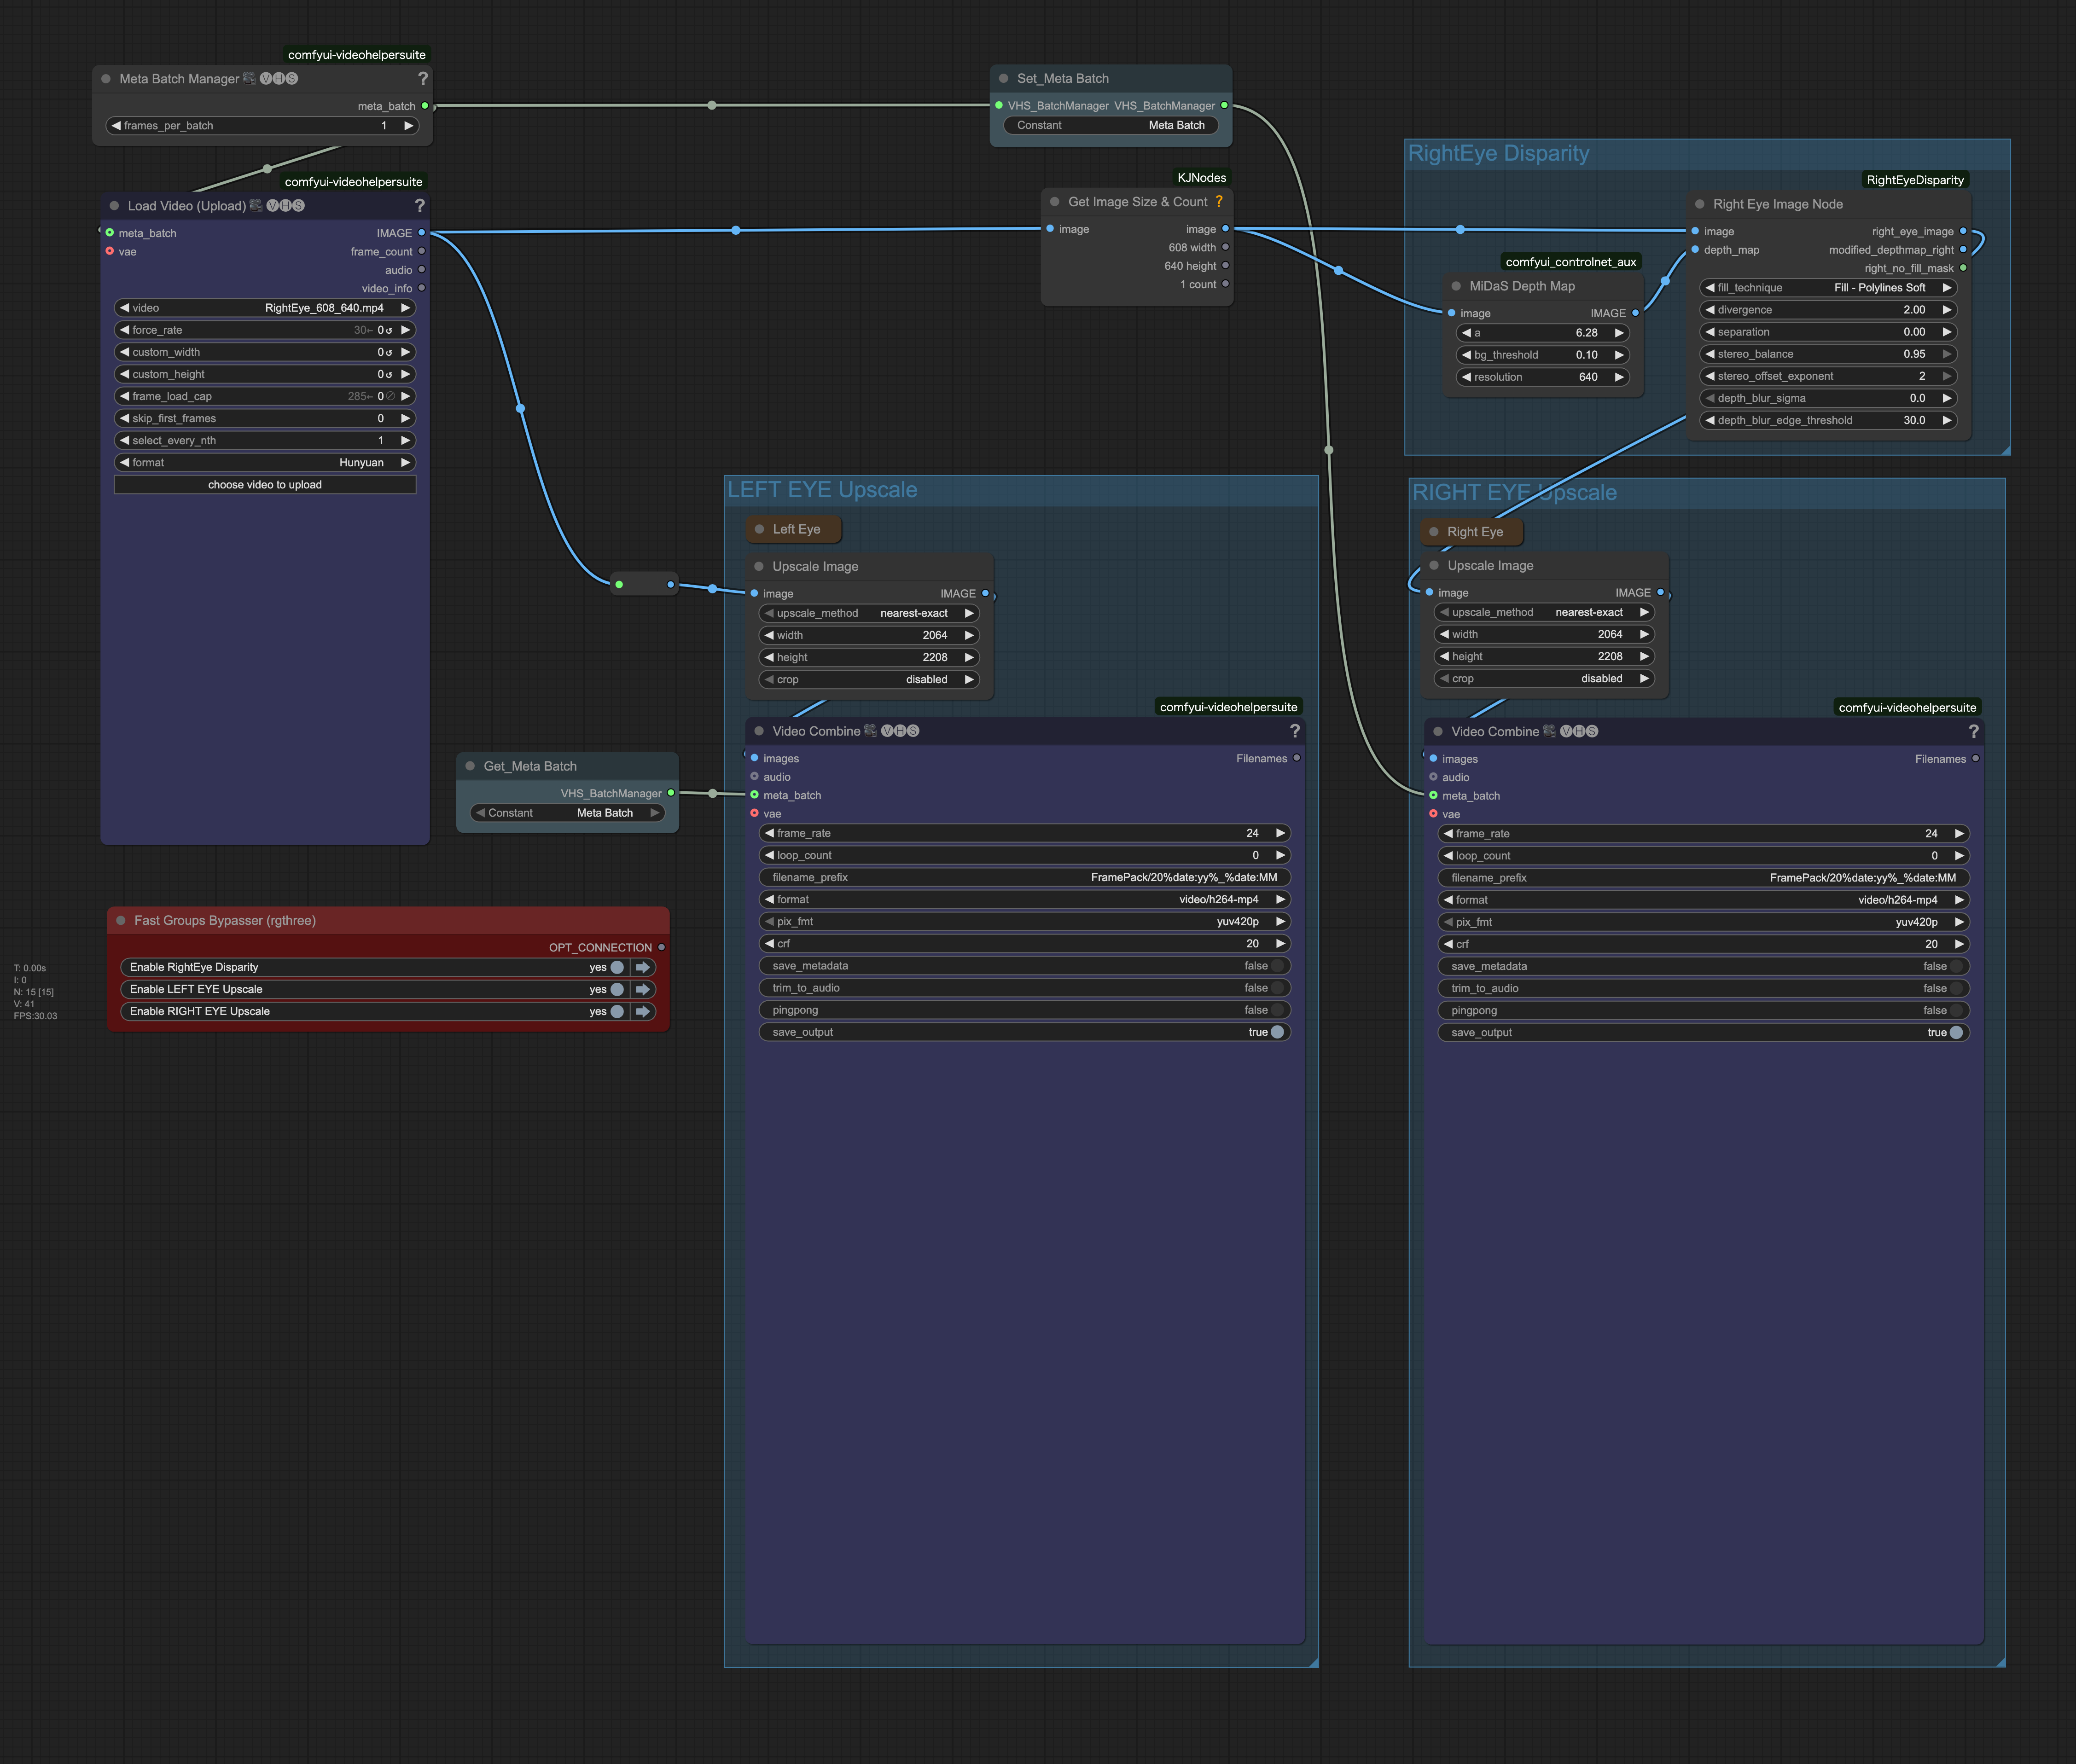 comfyui-videohelpersuite
Meta Batch Manager VHS ?
meta_batch
frames_per_batch 1
Set_Meta Batch
VHS_BatchManager VHS_BatchManager
Constant Meta Batch
comfyui-videohelpersuite
Load Video (Upload) VHS ?
meta_batch IMAGE
vae frame_count
audio
video_info
video RightEye_608_640.mp4
force_rate 30← 0↺
custom_width 0↺
custom_height 0↺
frame_load_cap 285← 0⊘
skip_first_frames 0
select_every_nth 1
format Hunyuan
choose video to upload
KJNodes
Get Image Size & Count ?
image image
608 width
640 height
1 count
RightEye Disparity
RightEyeDisparity
Right Eye Image Node
image right_eye_image
depth_map modified_depthmap_right
right_no_fill_mask
fill_technique Fill - Polylines Soft
divergence 2.00
separation 0.00
stereo_balance 0.95
stereo_offset_exponent 2
depth_blur_sigma 0.0
depth_blur_edge_threshold 30.0
comfyui_controlnet_aux
MiDaS Depth Map
image IMAGE
a 6.28
bg_threshold 0.10
resolution 640
LEFT EYE Upscale
Left Eye
Upscale Image
image IMAGE
upscale_method nearest-exact
width 2064
height 2208
crop disabled
comfyui-videohelpersuite
Video Combine VHS ?
images Filenames
audio
meta_batch
vae
frame_rate 24
loop_count 0
filename_prefix FramePack/20%date:yy%_%date:MM
format video/h264-mp4
pix_fmt yuv420p
crf 20
save_metadata false
trim_to_audio false
pingpong false
save_output true
RIGHT EYE Upscale
Right Eye
Upscale Image
image IMAGE
upscale_method nearest-exact
width 2064
height 2208
crop disabled
comfyui-videohelpersuite
Video Combine VHS ?
images Filenames
audio
meta_batch
vae
frame_rate 24
loop_count 0
filename_prefix FramePack/20%date:yy%_%date:MM
format video/h264-mp4
pix_fmt yuv420p
crf 20
save_metadata false
trim_to_audio false
pingpong false
save_output true
Get_Meta Batch
VHS_BatchManager
Constant Meta Batch
Fast Groups Bypasser (rgthree)
OPT_CONNECTION
Enable RightEye Disparity yes
Enable LEFT EYE Upscale yes
Enable RIGHT EYE Upscale yes
T: 0.00s
I: 0
N: 15 [15]
V: 41
FPS:30.03